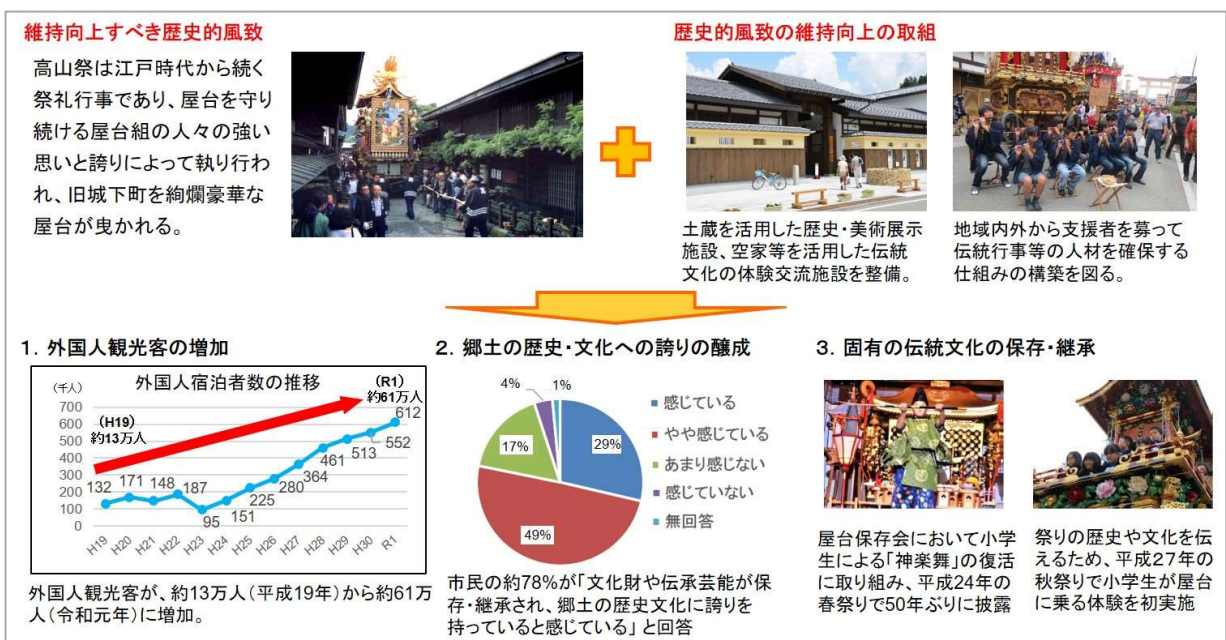 維持向上すべき歴史的風致
高山祭は江戸時代から続く
祭礼行事であり、屋台を守り
続ける屋台組の人々の強い
思いと誇りによって執り行わ
れ、旧城下町を絢爛豪華な
屋台が曳かれる。
歴史的風致の維持向上の取組
土蔵を活用した歴史・美術展示
施設、空家等を活用した伝統
文化の体験交流施設を整備。
地域内外から支援者を募って
伝統行事等の人材を確保する
仕組みの構築を図る。
1. 外国人観光客の増加
(千人)
外国人宿泊者数の推移
(R1)
約61万人
(H19)
約13万人
700
600
500
400
300
200
100
0
132
171
148
187
95
151
225
280
364
461
513
552
612
H19
H20
H21
H22
H23
H24
H25
H26
H27
H28
H29
H30
R1
外国人観光客が、約13万人(平成19年)から約61万
人(令和元年)に増加。
2. 郷土の歴史・文化への誇りの醸成
4%
1%
17%
29%
49%
感じている
やや感じている
あまり感じない
感じていない
無回答
市民の約78%が「文化財や伝承芸能が保
存・継承され、郷土の歴史文化に誇りを
持っていると感じている」と回答
3. 固有の伝統文化の保存・継承
屋台保存会において小学
生による「神楽舞」の復活
に取り組み、平成24年の
春祭りで50年ぶりに披露
祭りの歴史や文化を伝
えるため、平成27年の
秋祭りで小学生が屋台
に乗る体験を初実施